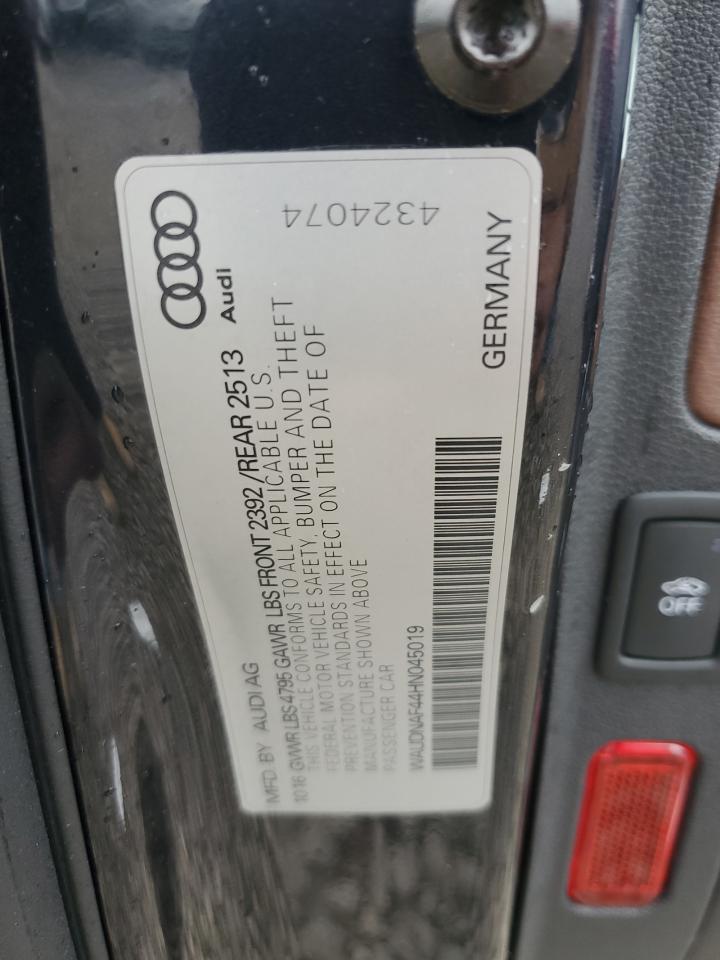 MFD. BY AUDI AG
10 16 GVWR LBS 4795 GAWR LBS FRONT 2392 /REAR 2513
THIS VEHICLE CONFORMS TO ALL APPLICABLE U.S.
FEDERAL MOTOR VEHICLE SAFETY, BUMPER AND THEFT
PREVENTION STANDARDS IN EFFECT ON THE DATE OF
MANUFACTURE SHOWN ABOVE
PASSENGER CAR
WAUDNAF44HN045019
Audi
4324074
GERMANY
OFF